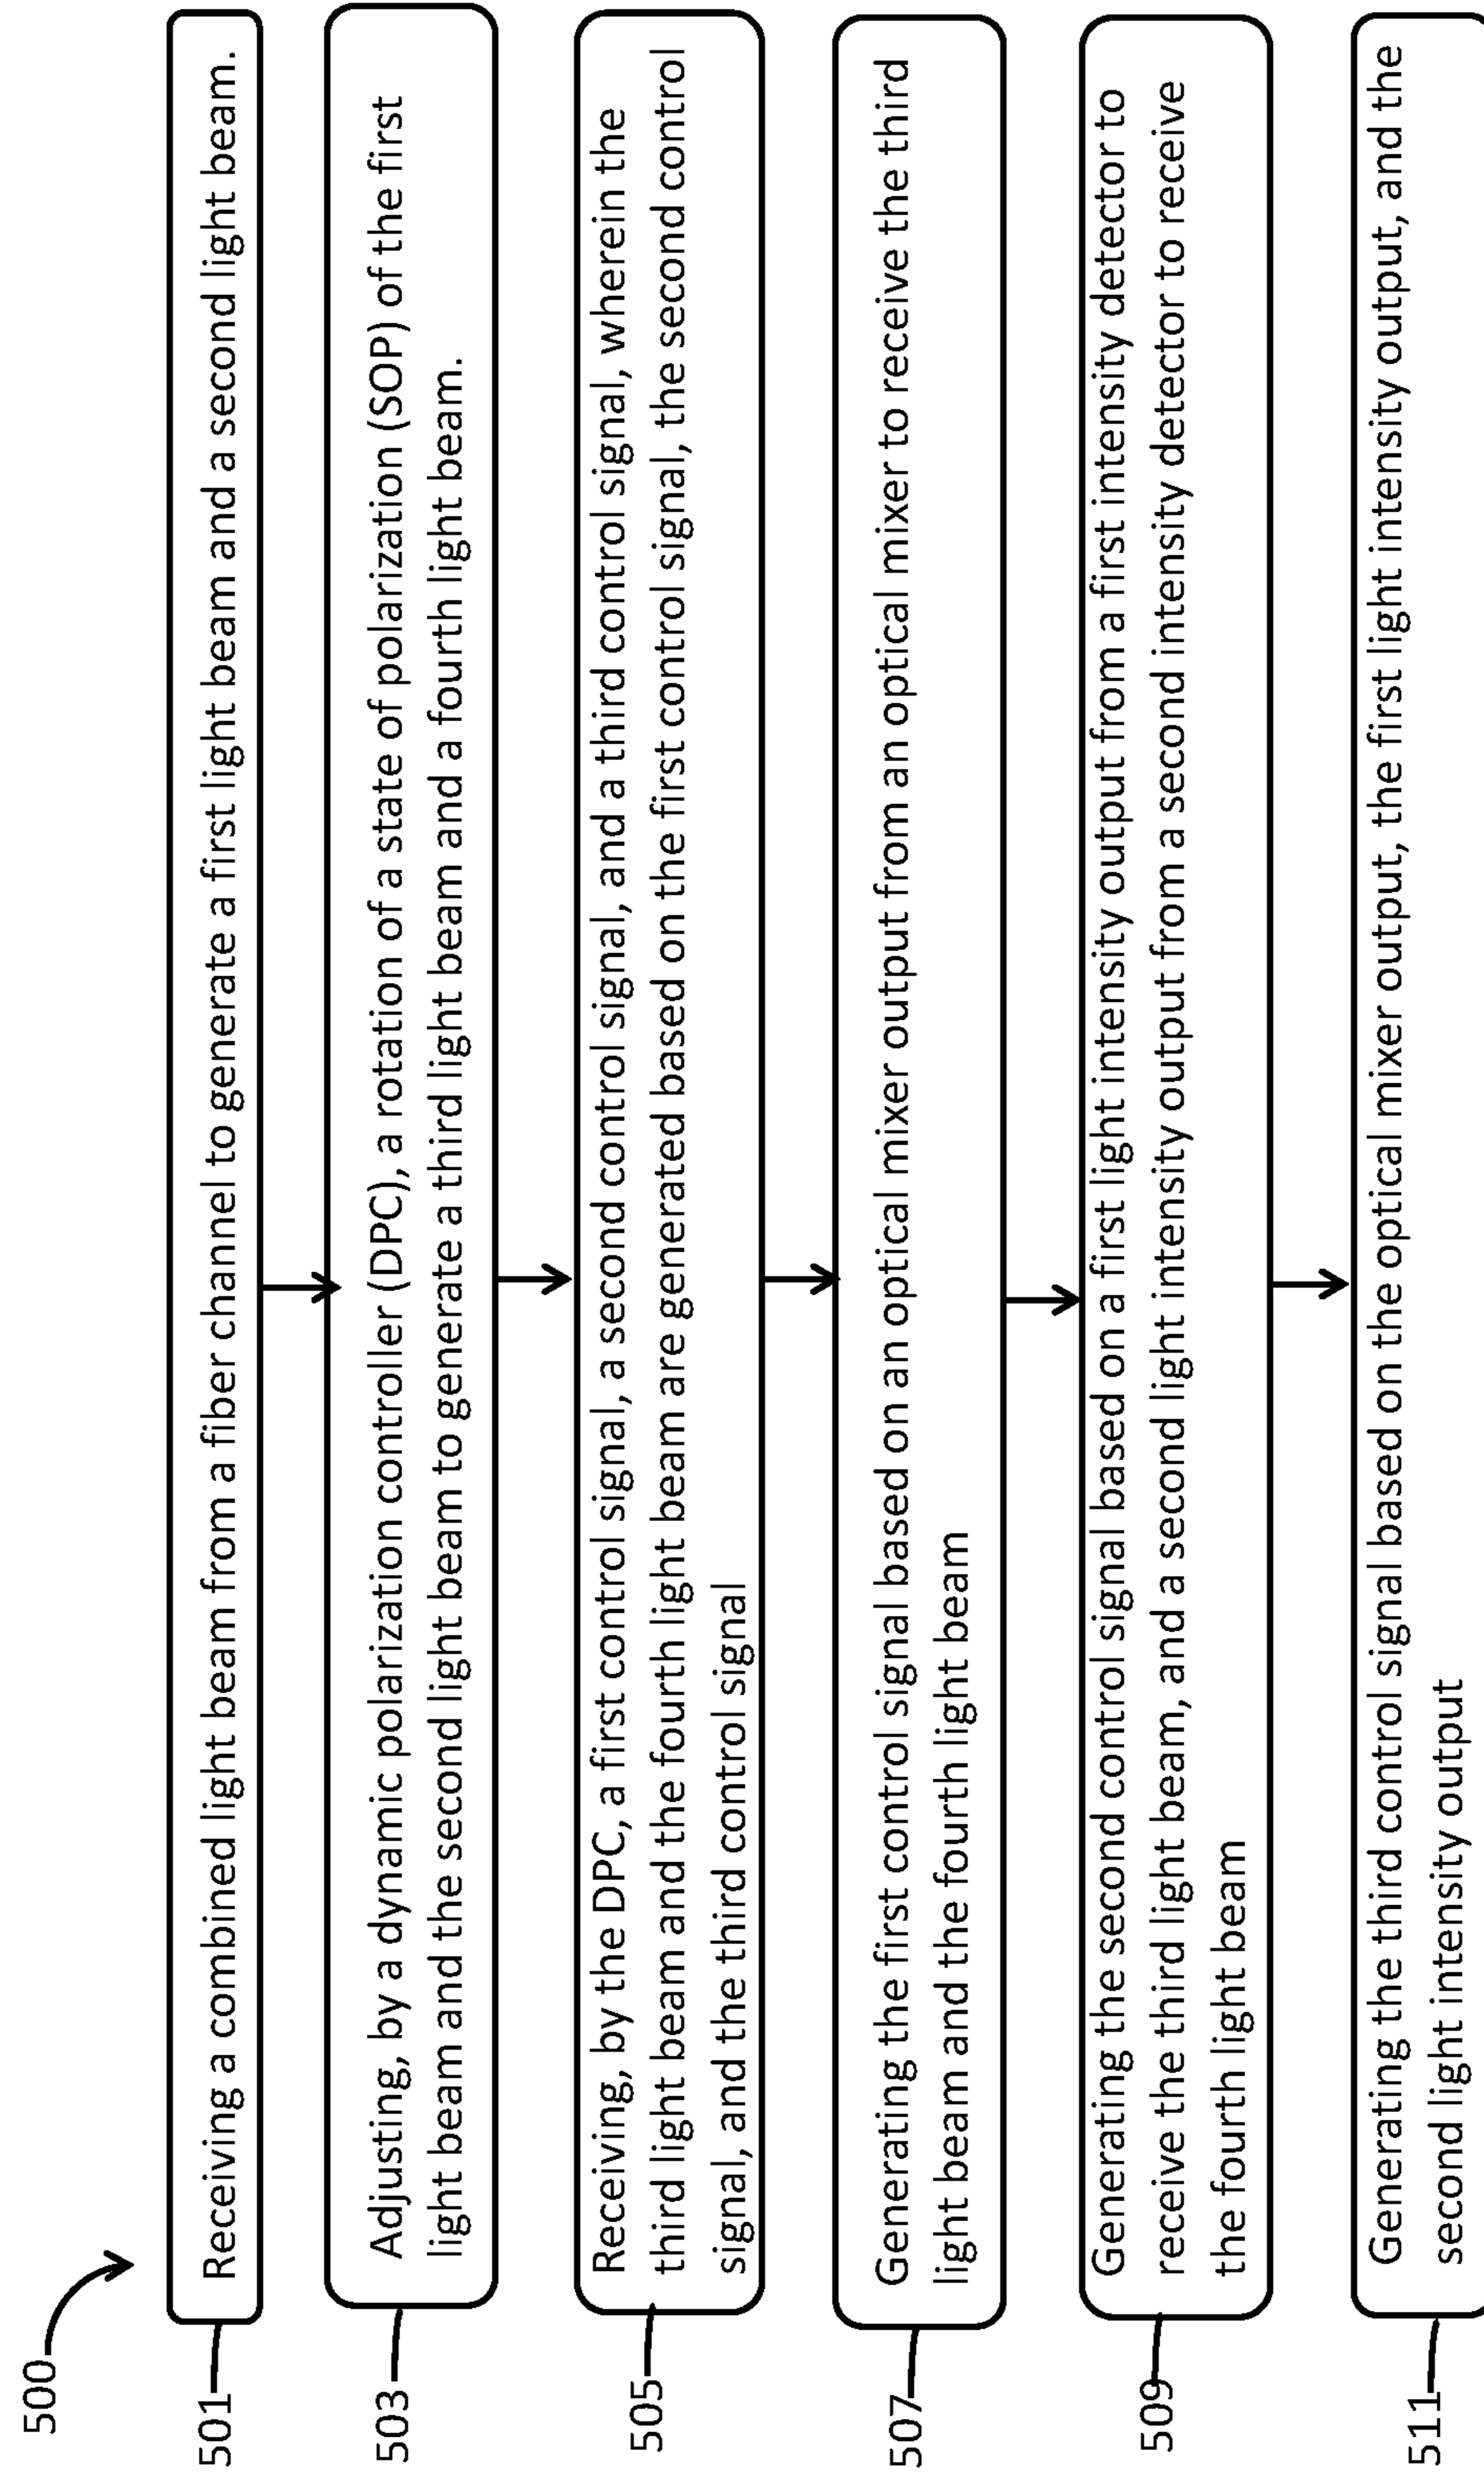 500
501
Receiving a combined light beam from a fiber channel to generate a first light beam and a second light beam.
503
Adjusting, by a dynamic polarization controller (DPC), a rotation of a state of polarization (SOP) of the first
light beam and the second light beam to generate a third light beam and a fourth light beam.
505
Receiving, by the DPC, a first control signal, a second control signal, and a third control signal, wherein the
third light beam and the fourth light beam are generated based on the first control signal, the second control
signal, and the third control signal
507
Generating the first control signal based on an optical mixer output from an optical mixer to receive the third
light beam and the fourth light beam
509
Generating the second control signal based on a first light intensity output from a first intensity detector to
receive the third light beam, and a second light intensity output from a second intensity detector to receive
the fourth light beam
511
Generating the third control signal based on the optical mixer output, the first light intensity output, and the
second light intensity output